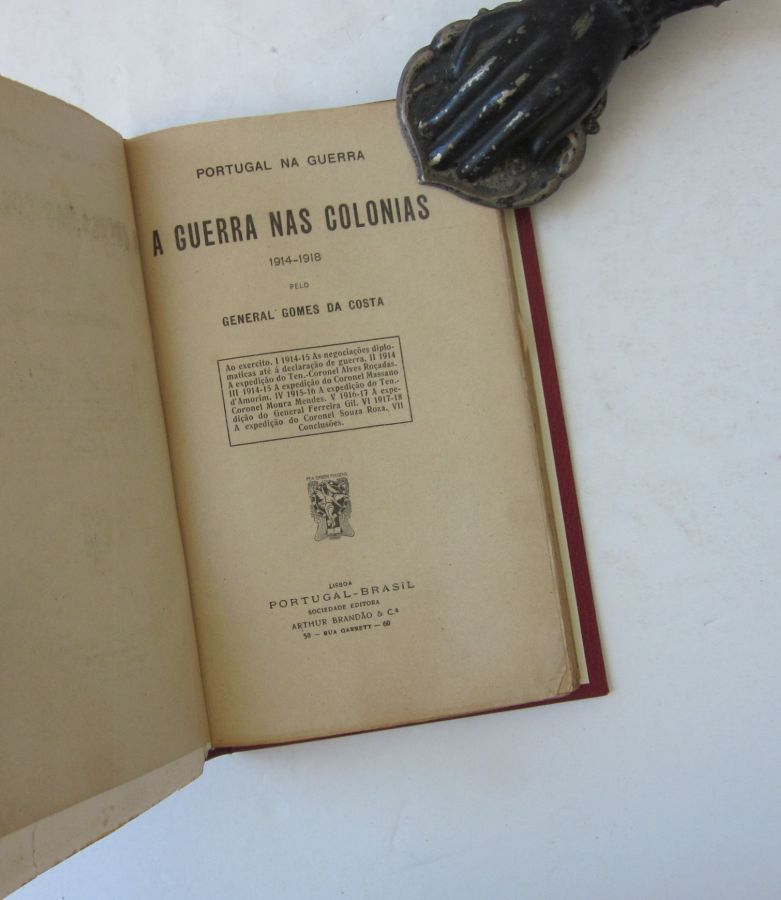 PORTUGAL NA GUERRA
A GUERRA NAS COLONIAS
1914-1918
PELO
GENERAL GOMES DA COSTA
Ao exercito. I 1914-15 As negociações diplo-
maticas até á declaração de guerra. II 1914
A expedição do Ten.-Coronel Alves Roçadas.
III 1914-15 A expedição do Coronel Massano
d'Amorim. IV 1915-16 A expedição do Ten.-
Coronel Moura Mendes. V 1916-17 A expe-
dição do General Ferreira Gil. VI 1917-18
A expedição do Coronel Souza Roza. VII
Conclusões.
LISBOA
PORTUGAL-BRASIL
SOCIEDADE EDITORA
ARTHUR BRANDÃO & C.ª
58 — RUA GARRETT — 60